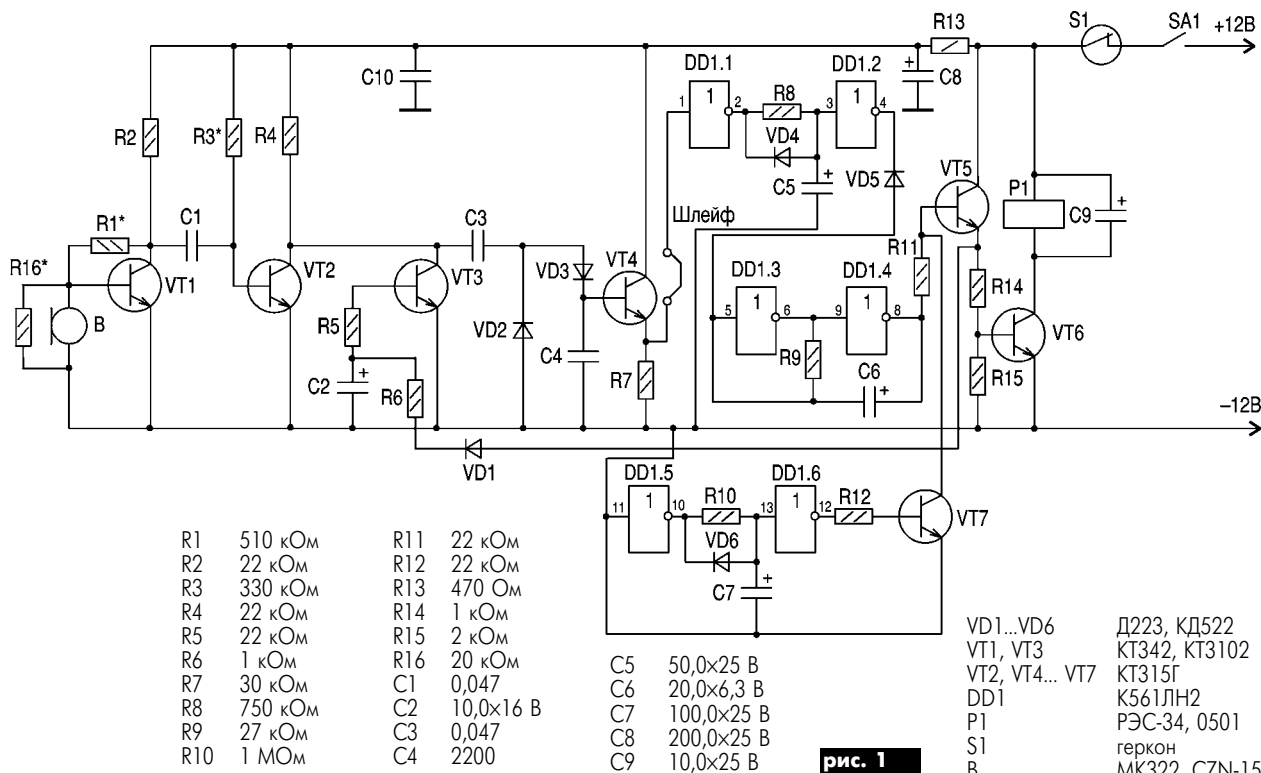 R13
S1
SA1
+12В
DD1.1
DD1.2
C10
+
C8
1
1
2
R8
3
1
4
R2
R3*
R4
VD4
C5
+
VD5
VT5
P1
C9
+
R1*
C1
C3
Шлейф
R11
R16*
VT1
VT2
VT3
VD3
VT4
DD1.3
DD1.4
R14
B
R5
VD2
5
1
6
9
1
8
VT6
C2
+
R6
C4
R7
R9
C6
+
R15
–12В
VD1
DD1.5
DD1.6
11
1
10
R10
13
1
12
R12
VT7
VD6
C7
+
R1 510 кОм
R2 22 кОм
R3 330 кОм
R4 22 кОм
R5 22 кОм
R6 1 кОм
R7 30 кОм
R8 750 кОм
R9 27 кОм
R10 1 МОм
R11 22 кОм
R12 22 кОм
R13 470 Ом
R14 1 кОм
R15 2 кОм
R16 20 кОм
C1 0,047
C2 10,0×16 В
C3 0,047
C4 2200
C5 50,0×25 В
C6 20,0×6,3 В
C7 100,0×25 В
C8 200,0×25 В
C9 10,0×25 В
рис. 1
VD1...VD6 Д223, КД522
VT1, VT3 КТ342, КТ3102
VT2, VT4... VT7 КТ315Г
DD1 К561ЛН2
P1 РЭС-34, 0501
S1 геркон
B МК322, CZN-15